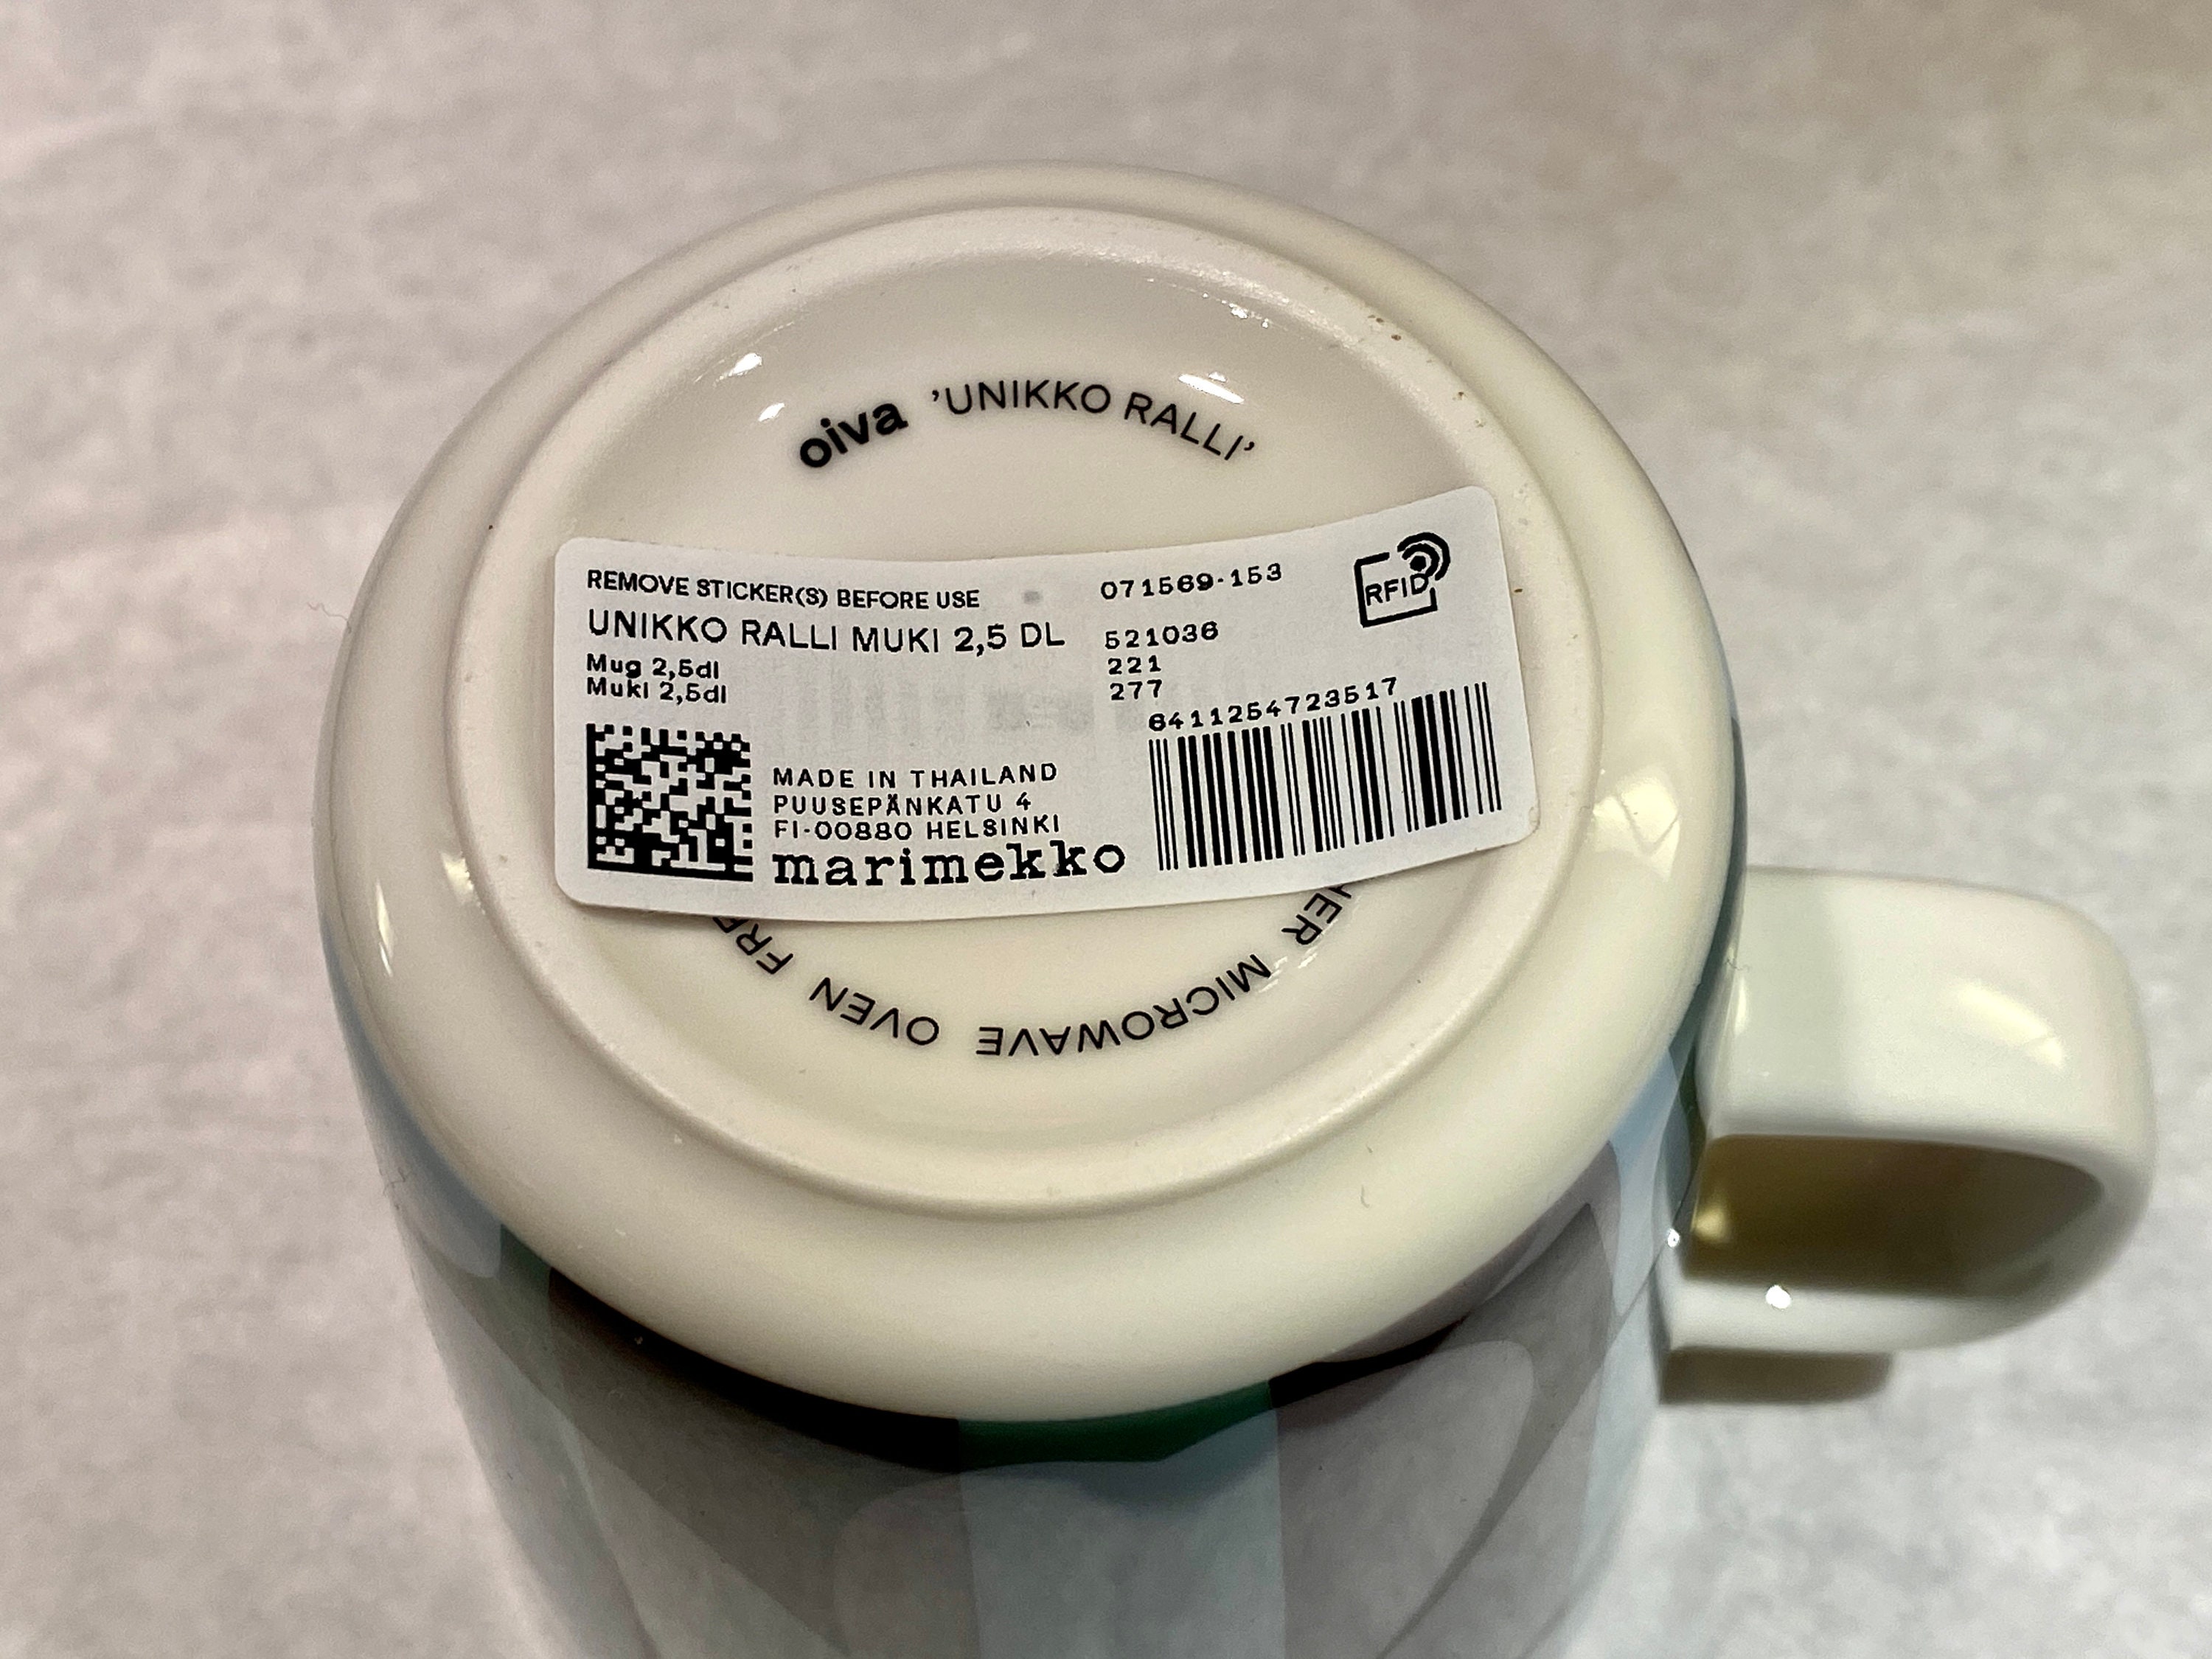 oiva 'UNIKKO RALLI'
REMOVE STICKER(S) BEFORE USE
UNIKKO RALLI MUKI 2,5 DL
Mug 2,5dl
Muki 2,5dl
071569-153
521036
221
277
RFID
6411254723517
MADE IN THAILAND
PUUSEPÄNKATU 4
FI-00880 HELSINKI
marimekko
MICROWAVE OVEN